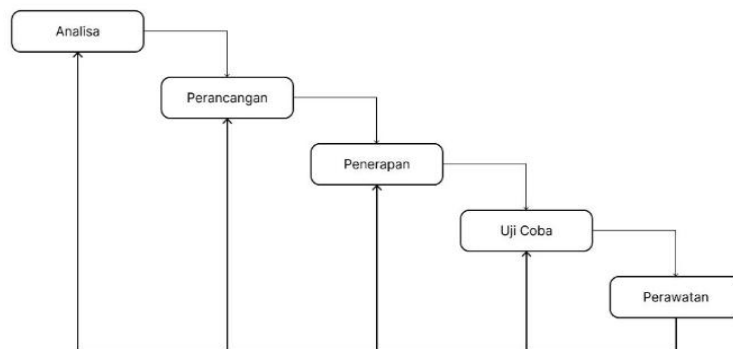 Analisa
Perancangan
Penerapan
Uji Coba
Perawatan